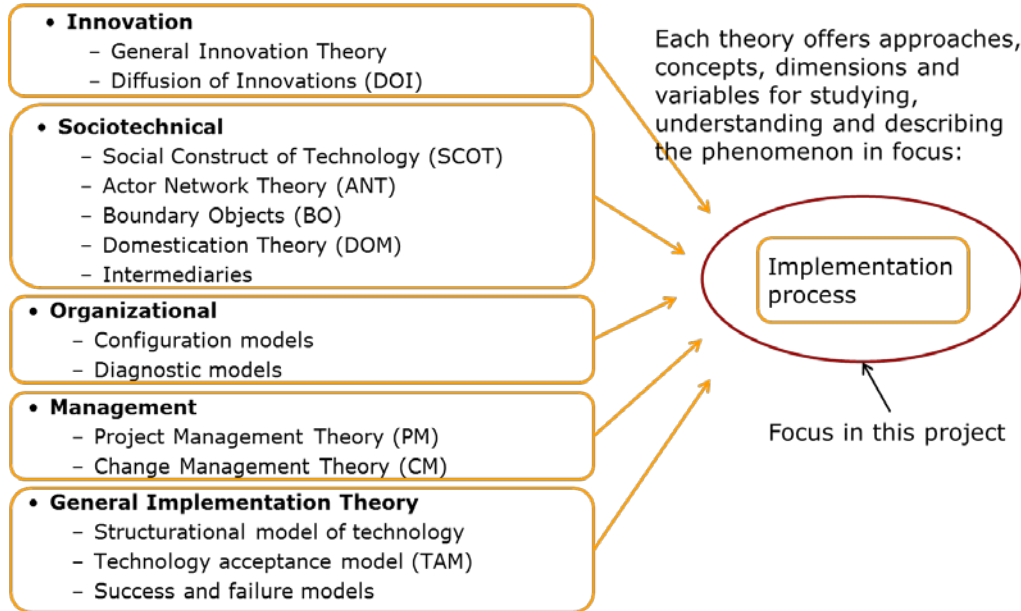 • Innovation
– General Innovation Theory
– Diffusion of Innovations (DOI)
• Sociotechnical
– Social Construct of Technology (SCOT)
– Actor Network Theory (ANT)
– Boundary Objects (BO)
– Domestication Theory (DOM)
– Intermediaries
• Organizational
– Configuration models
– Diagnostic models
• Management
– Project Management Theory (PM)
– Change Management Theory (CM)
• General Implementation Theory
– Structurational model of technology
– Technology acceptance model (TAM)
– Success and failure models
Each theory offers approaches,
concepts, dimensions and
variables for studying,
understanding and describing
the phenomenon in focus:
Implementation
process
Focus in this project